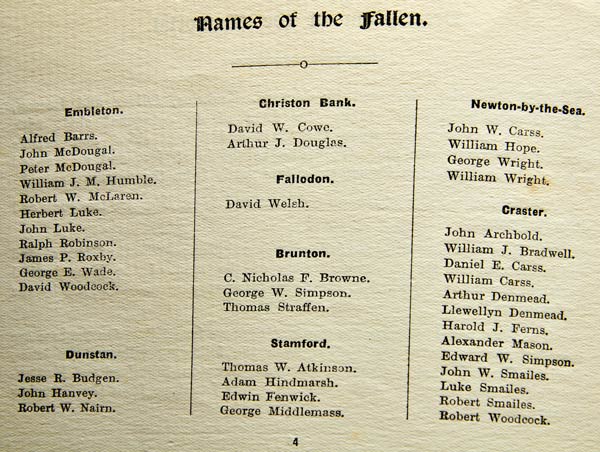 Names of the Fallen.
Embleton.
Alfred Barrs.
John McDougal.
Peter McDougal.
William J. M. Humble.
Robert W. McLaren.
Herbert Luke.
John Luke.
Ralph Robinson.
James P. Roxby.
George E. Wade.
David Woodcock.
Dunstan.
Jesse R. Budgen.
John Hanvey.
Robert W. Nairn.
Christon Bank.
David W. Cowe.
Arthur J. Douglas.
Fallodon.
David Welsh.
Brunton.
C. Nicholas F. Browne.
George W. Simpson.
Thomas Straffen.
Stamford.
Thomas W. Atkinson.
Adam Hindmarsh.
Edwin Fenwick.
George Middlemass.
Newton-by-the-Sea.
John W. Carss.
William Hope.
George Wright.
William Wright.
Craster.
John Archbold.
William J. Bradwell.
Daniel E. Carss.
William Carss.
Arthur Denmead.
Llewellyn Denmead.
Harold J. Ferns.
Alexander Mason.
Edward W. Simpson.
John W. Smailes.
Luke Smailes.
Robert Smailes.
Robert Woodcock.
4